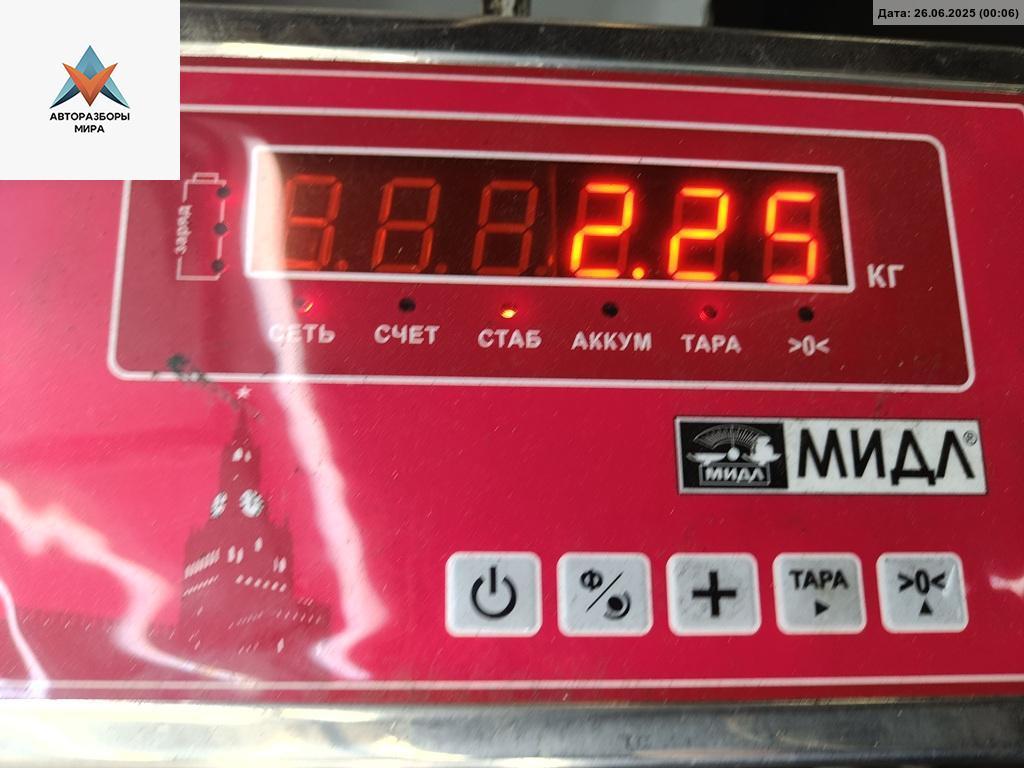 Дата: 26.06.2025 (00:06)
АВТОРАЗБОРЫ
МИРА
заряд
2.25
КГ
СЕТЬ СЧЕТ СТАБ АККУМ ТАРА >0<
МИДЛ МИДЛ®
Ф ТАРА >0<